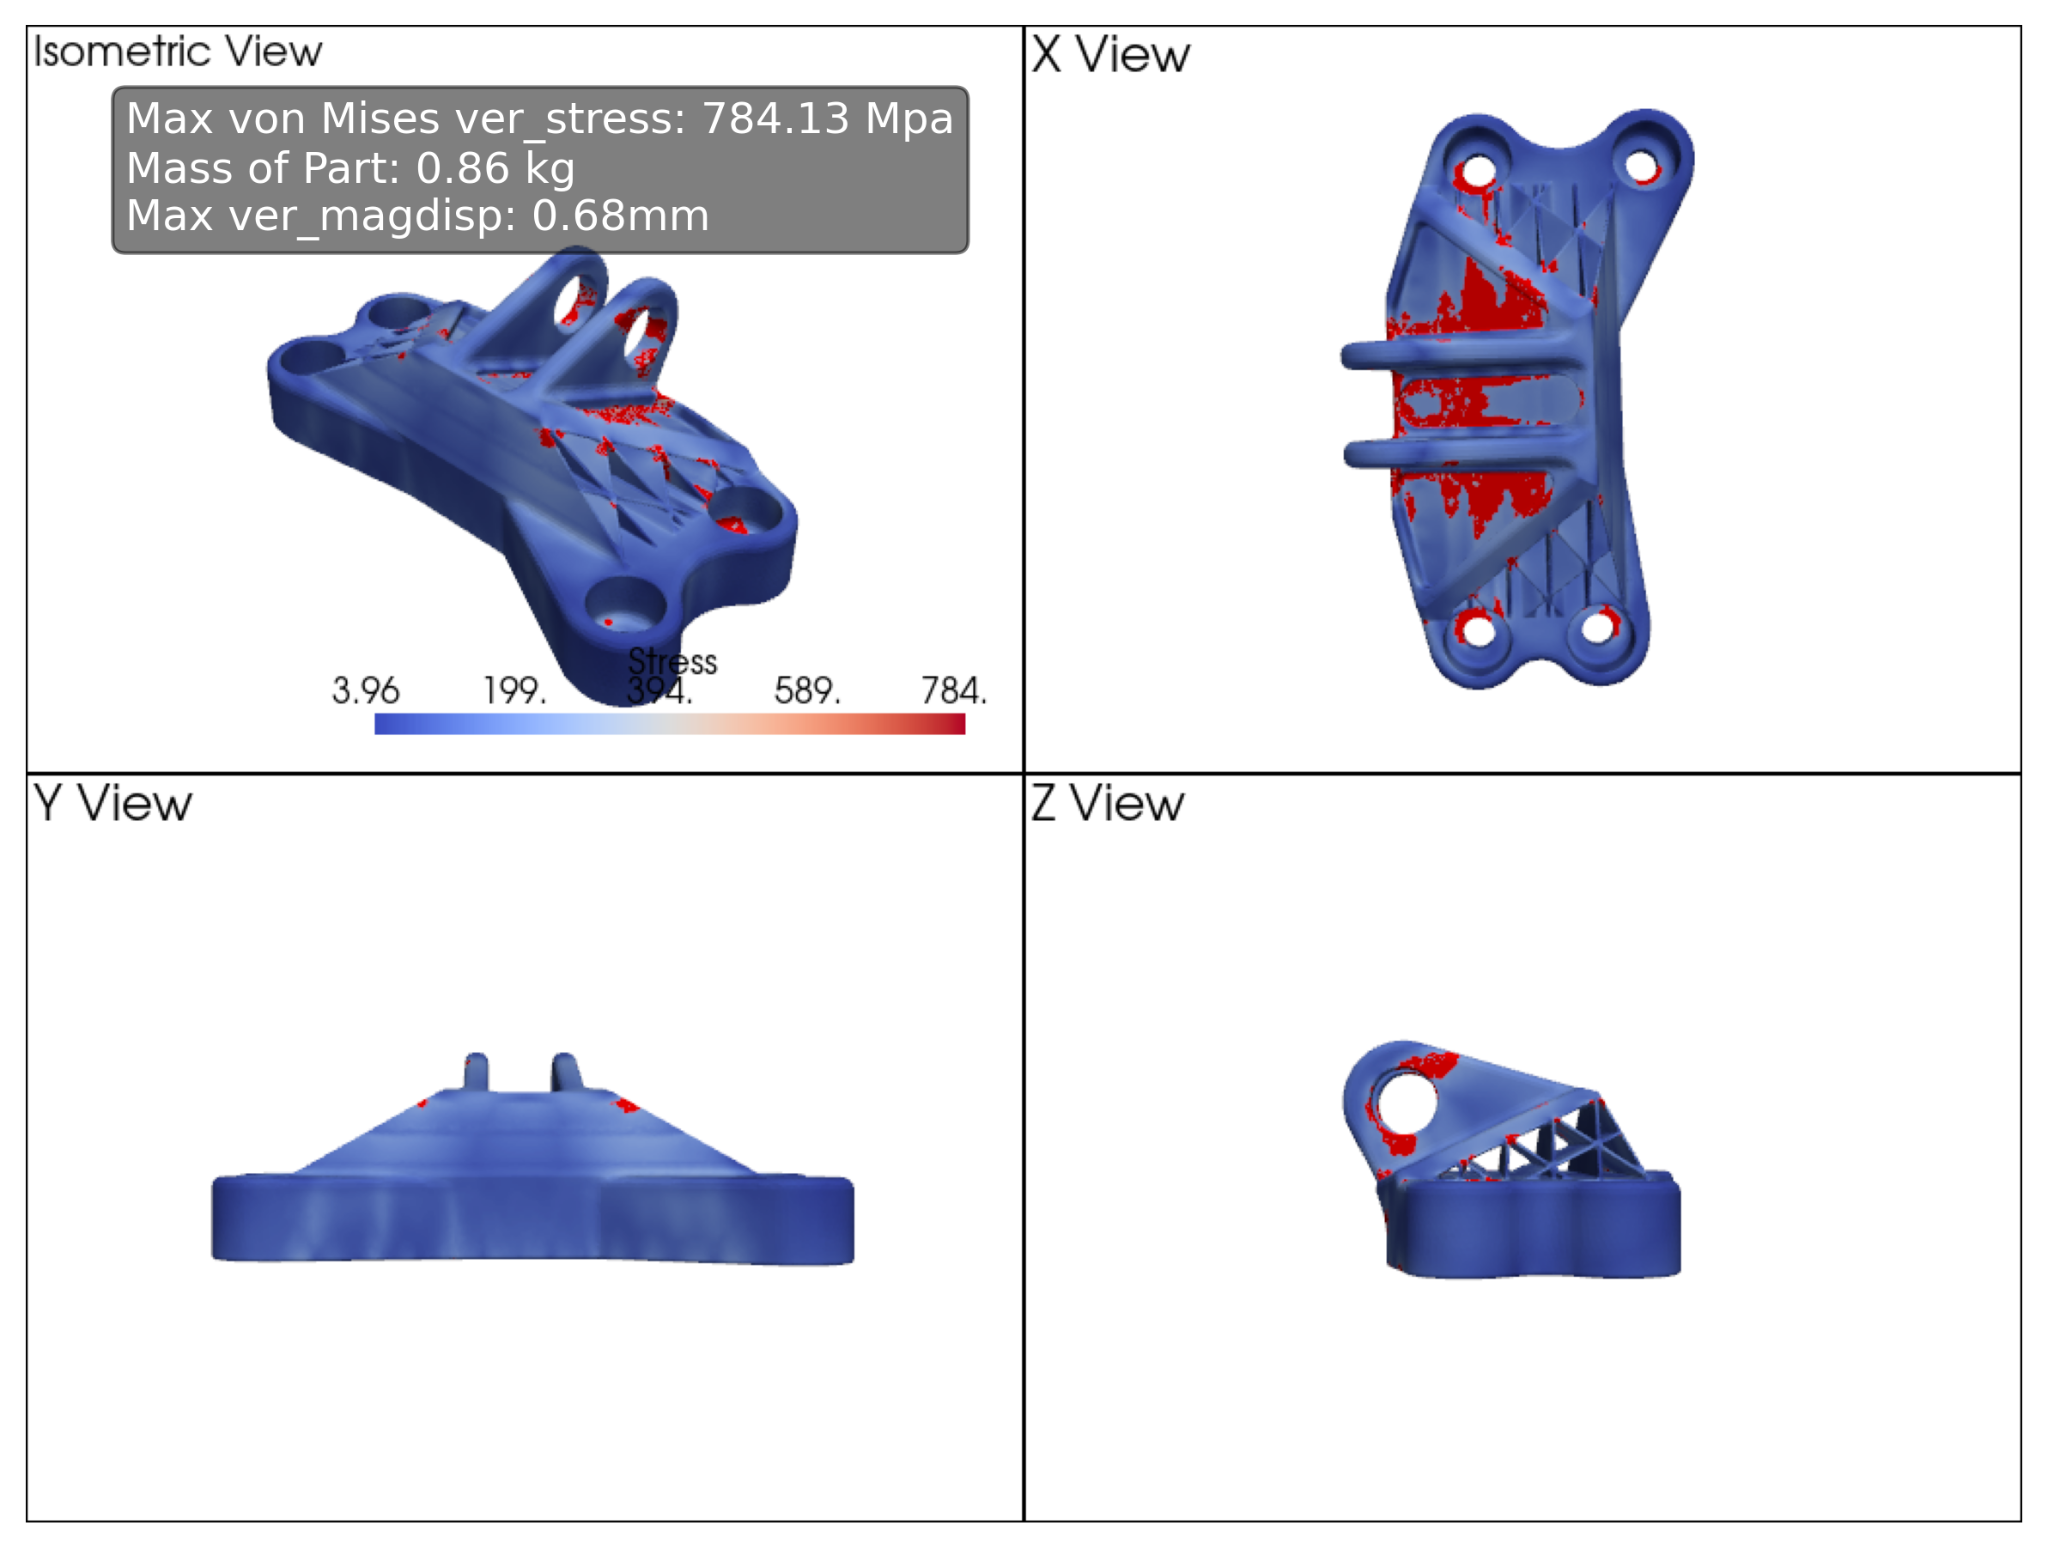 Isometric View
Max von Mises ver_stress: 784.13 Mpa
Mass of Part: 0.86 kg
Max ver_magdisp: 0.68mm
Stress
3.96 199. 394. 589. 784.
X View
Y View
Z View